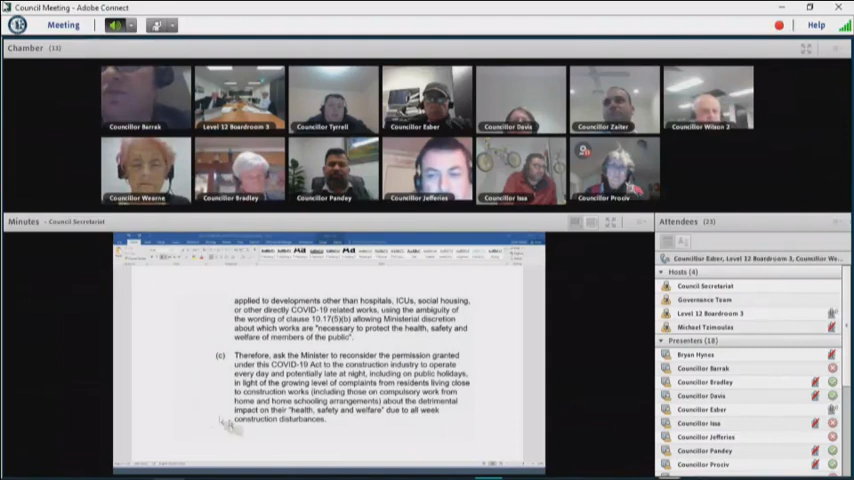 Council Meeting - Adobe Connect
Meeting
Help
Chamber (13)
Councillor Barrak
Level 12 Boardroom 3
Councillor Tyrrell
Councillor Esber
Councillor Davis
Councillor Zaiter
Councillor Wilson 2
Councillor Wearne
Councillor Bradley
Councillor Pandey
Councillor Jefferies
Councillor Issa
Councillor Prociv
Minutes - Council Secretariat
applied to developments other than hospitals, ICUs, social housing,
or other directly COVID-19 related works, using the ambiguity of
the wording of clause 10.17(5)(b) allowing Ministerial discretion
about which works are "necessary to protect the health, safety and
welfare of members of the public".
(c) Therefore, ask the Minister to reconsider the permission granted
under this COVID-19 Act to the construction industry to operate
every day and potentially late at night, including on public holidays,
in light of the growing level of complaints from residents living close
to construction works (including those on compulsory work from
home and home schooling arrangements) about the detrimental
impact on their "health, safety and welfare" due to all week
construction disturbances.
Attendees (23)
Councillor Esber, Level 12 Boardroom 3, Councillor We...
Hosts (4)
Council Secretariat
Governance Team
Level 12 Boardroom 3
Michael Tzimoulas
Presenters (18)
Bryan Hynes
Councillor Barrak
Councillor Bradley
Councillor Davis
Councillor Esber
Councillor Issa
Councillor Jefferies
Councillor Pandey
Councillor Prociv